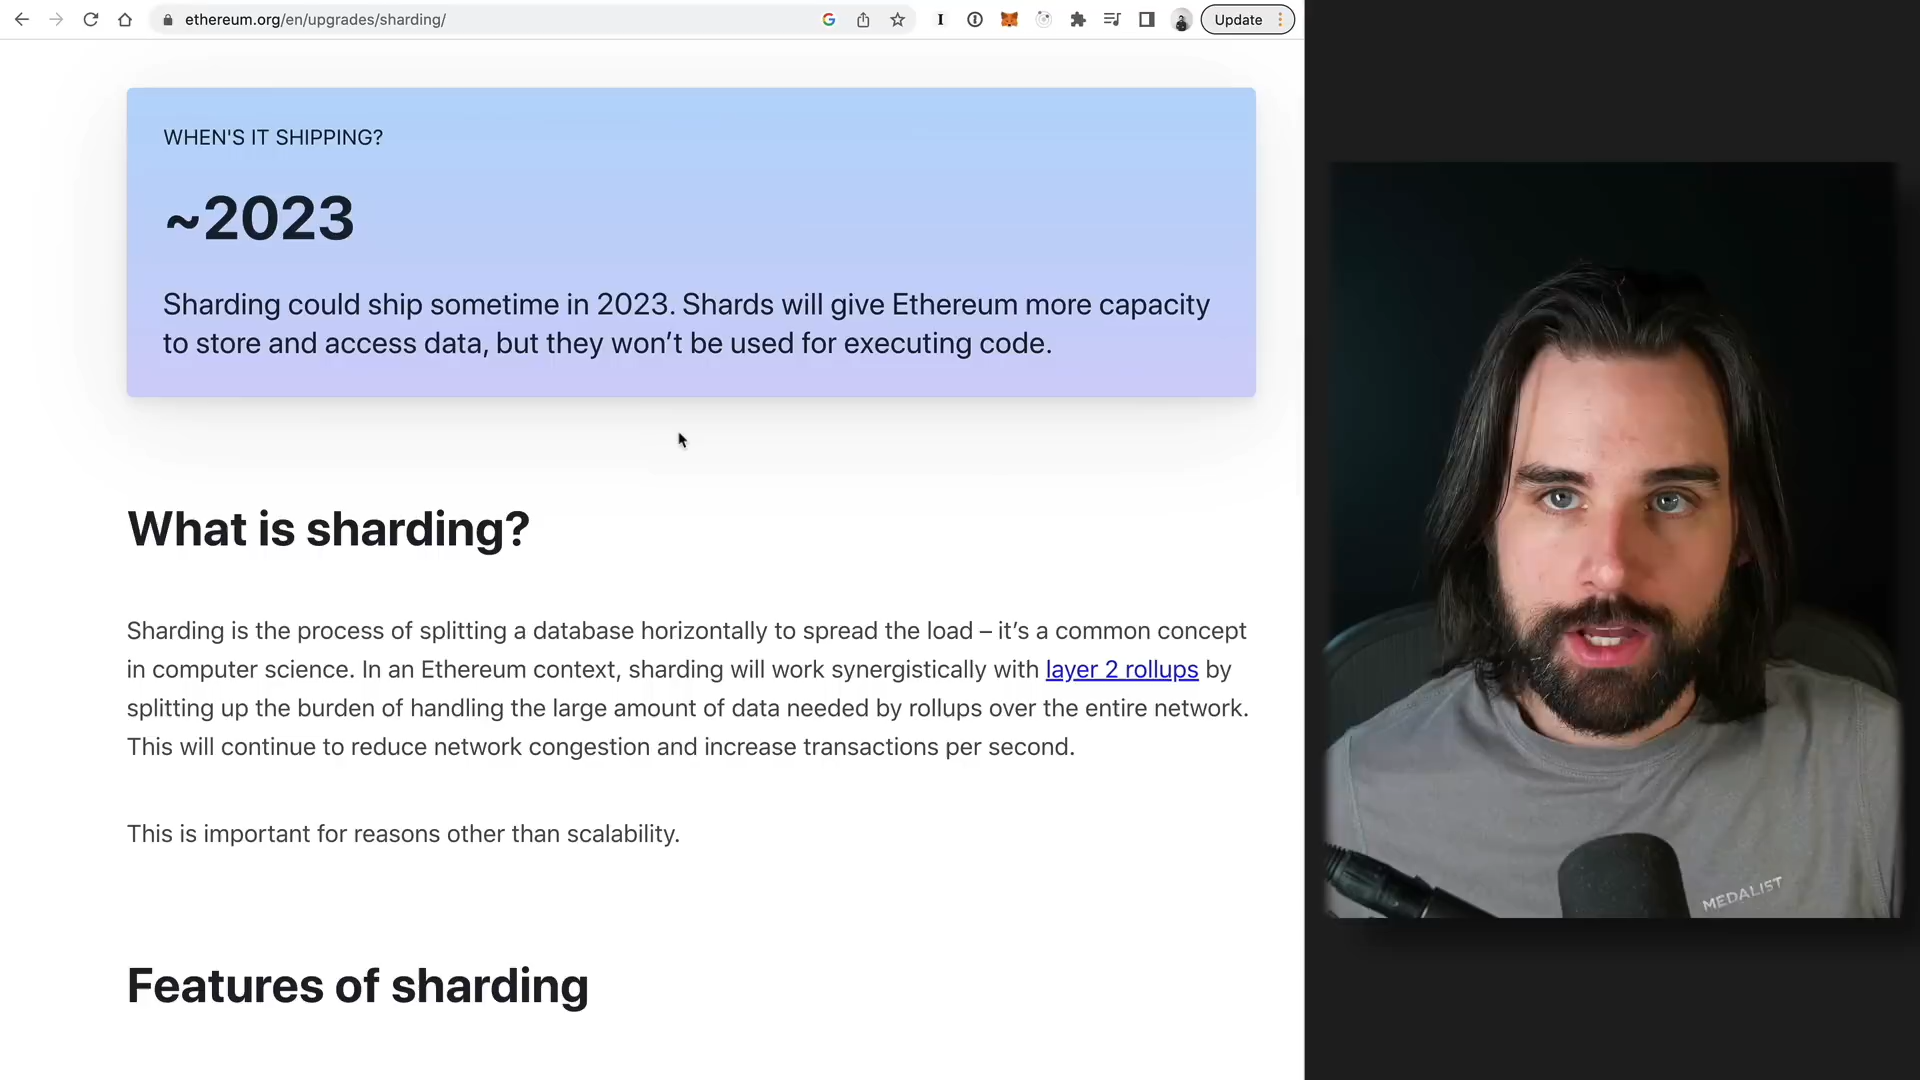 ethereum.org/en/upgrades/sharding/
Update
WHEN'S IT SHIPPING?
~2023
Sharding could ship sometime in 2023. Shards will give Ethereum more capacity
to store and access data, but they won’t be used for executing code.
What is sharding?
Sharding is the process of splitting a database horizontally to spread the load – it’s a common concept
in computer science. In an Ethereum context, sharding will work synergistically with layer 2 rollups by
splitting up the burden of handling the large amount of data needed by rollups over the entire network.
This will continue to reduce network congestion and increase transactions per second.
This is important for reasons other than scalability.
Features of sharding
MEDALIST